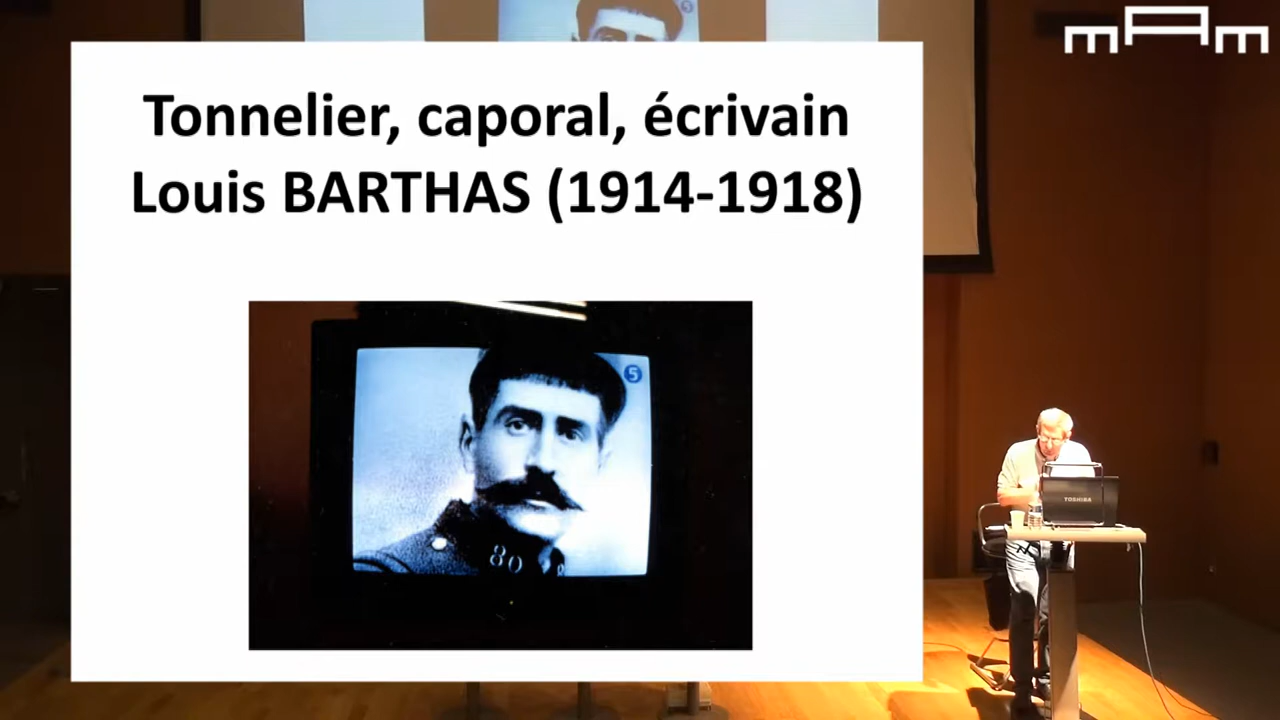 mAm
Tonnelier, caporal, écrivain
Louis BARTHAS (1914-1918)
5
80
TOSHIBA